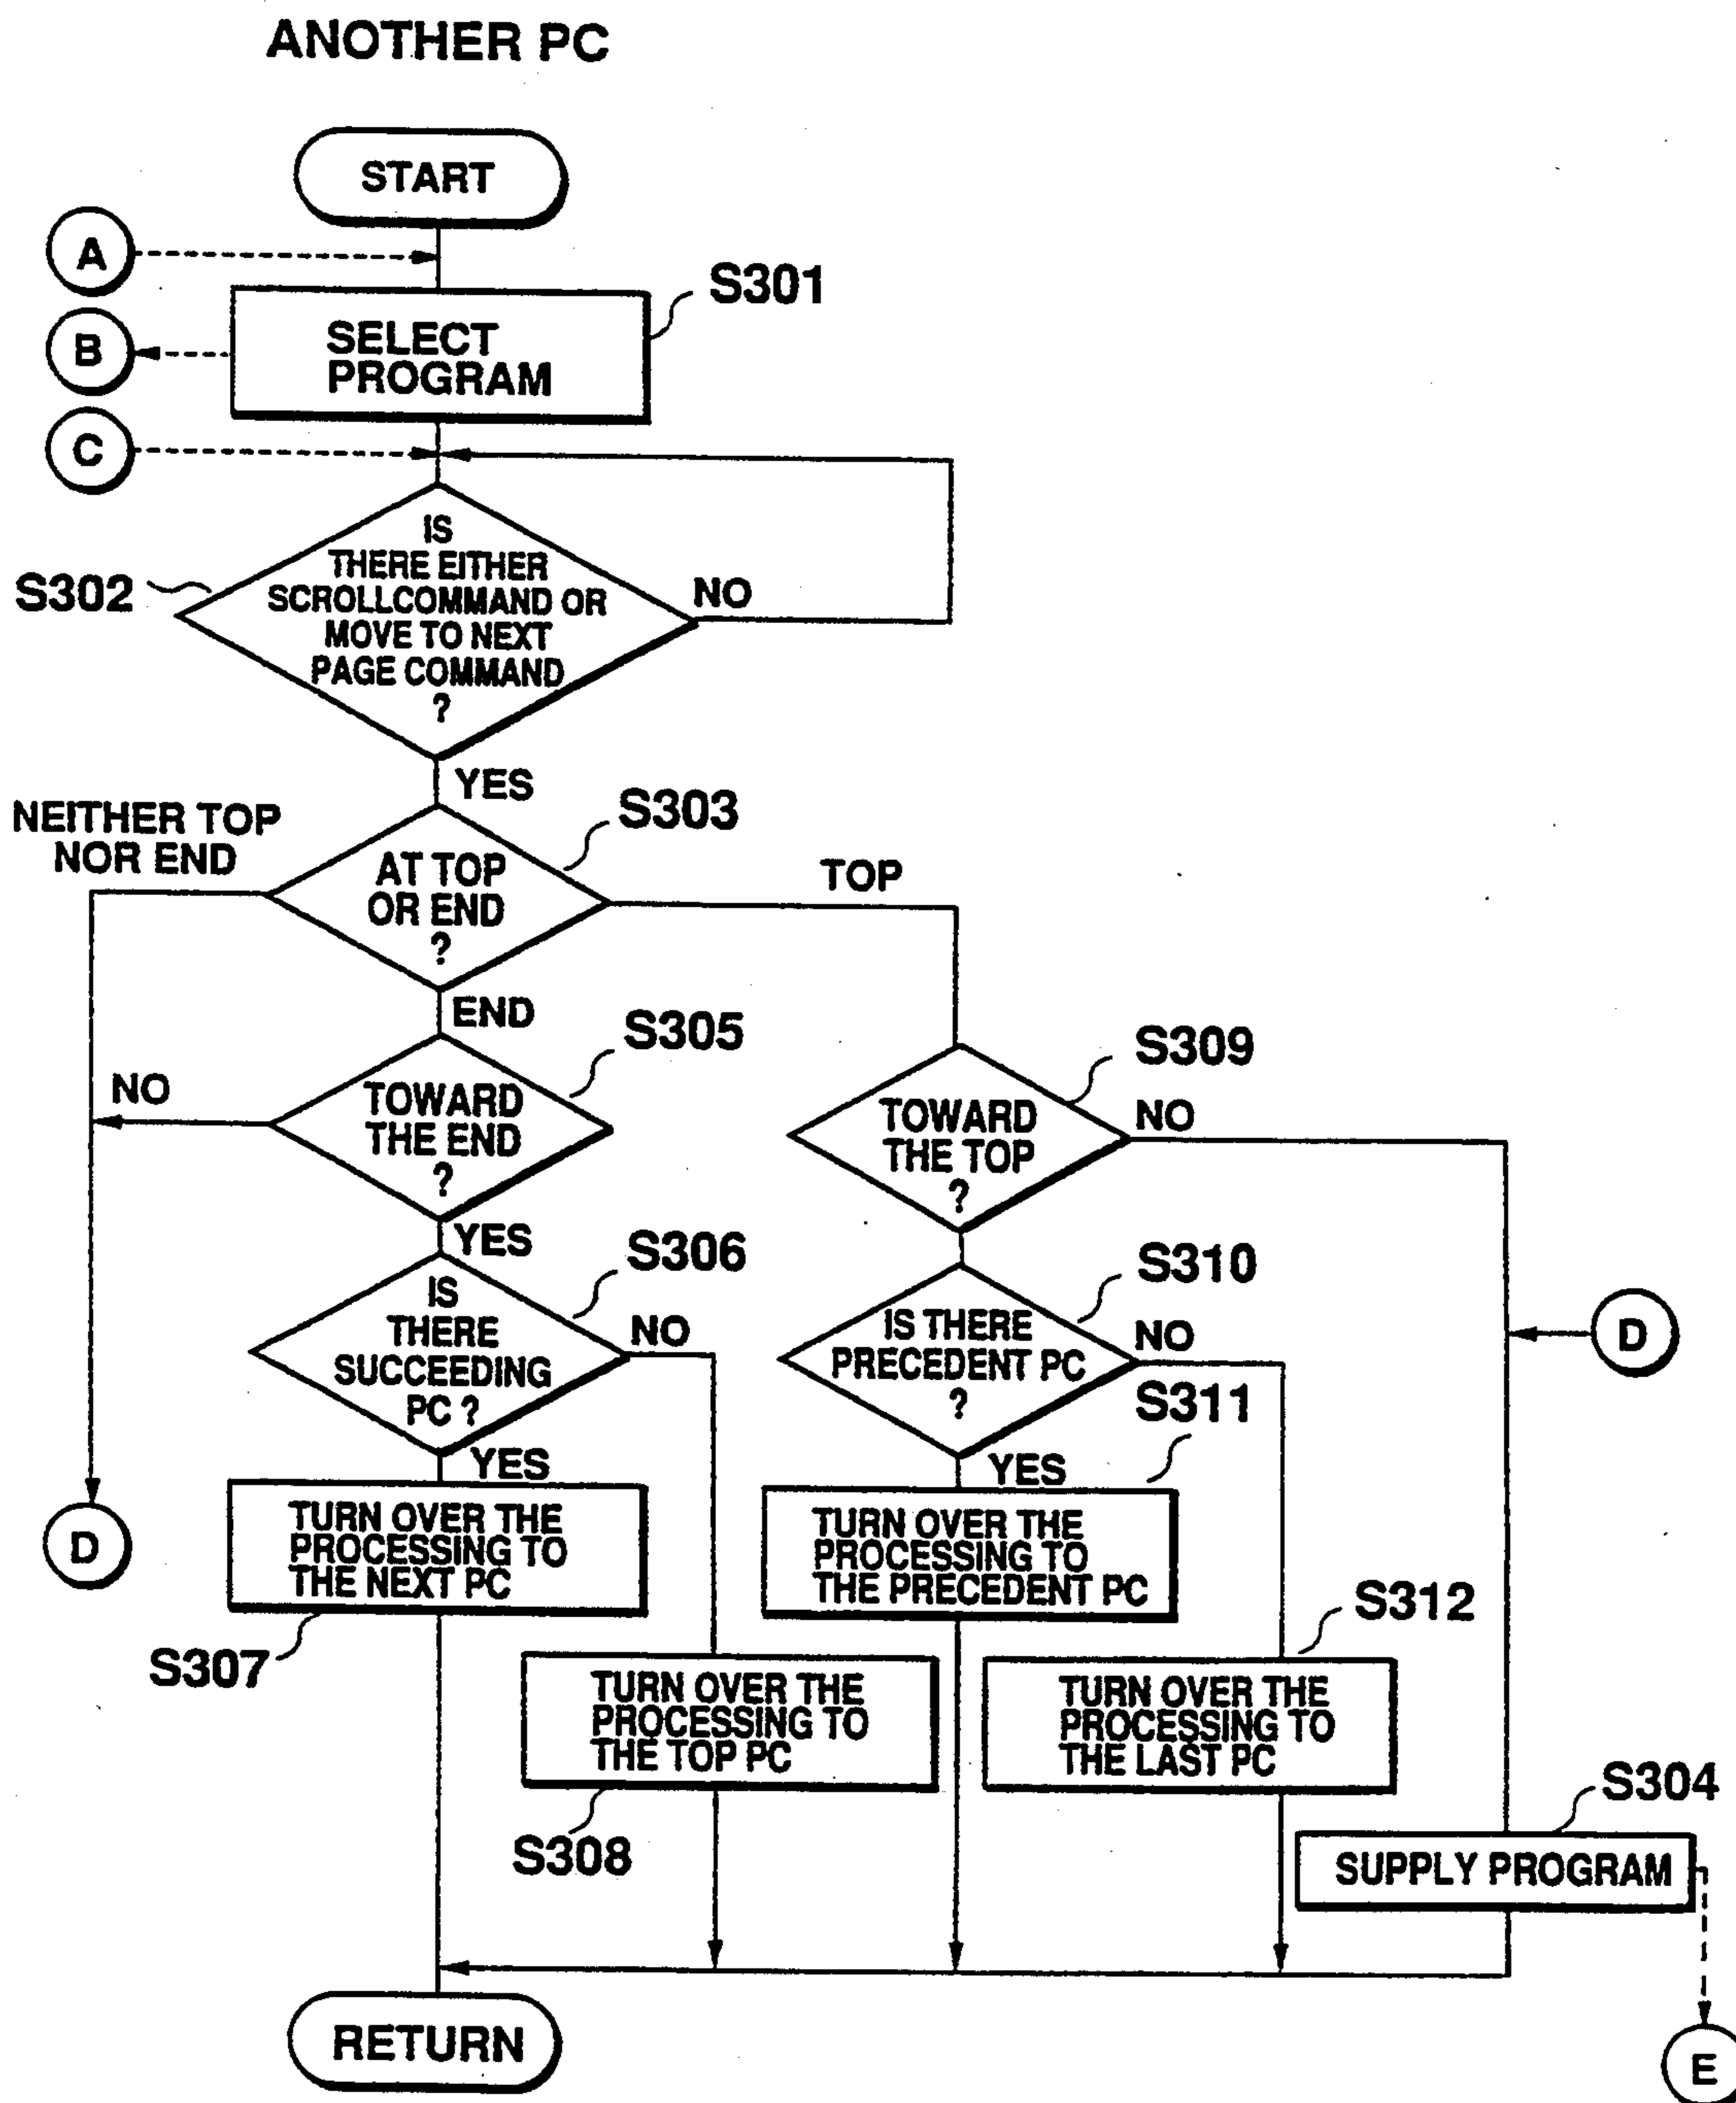 ANOTHER PC
START
A
S301
B
SELECT
PROGRAM
C
IS
THERE EITHER
SCROLLCOMMAND OR
MOVE TO NEXT
PAGE COMMAND
?
S302
NO
YES
NEITHER TOP
NOR END
S303
AT TOP
OR END
?
TOP
END
S305
S309
NO
TOWARD
THE END
?
TOWARD
THE TOP
?
NO
YES
S306
S310
IS
THERE
SUCCEEDING
PC ?
NO
IS THERE
PRECEDENT PC
?
NO
D
S311
YES
YES
D
TURN OVER THE
PROCESSING TO
THE NEXT PC
TURN OVER THE
PROCESSING TO
THE PRECEDENT PC
S307
S312
TURN OVER THE
PROCESSING TO
THE TOP PC
TURN OVER THE
PROCESSING TO
THE LAST PC
S308
S304
SUPPLY PROGRAM
RETURN
E